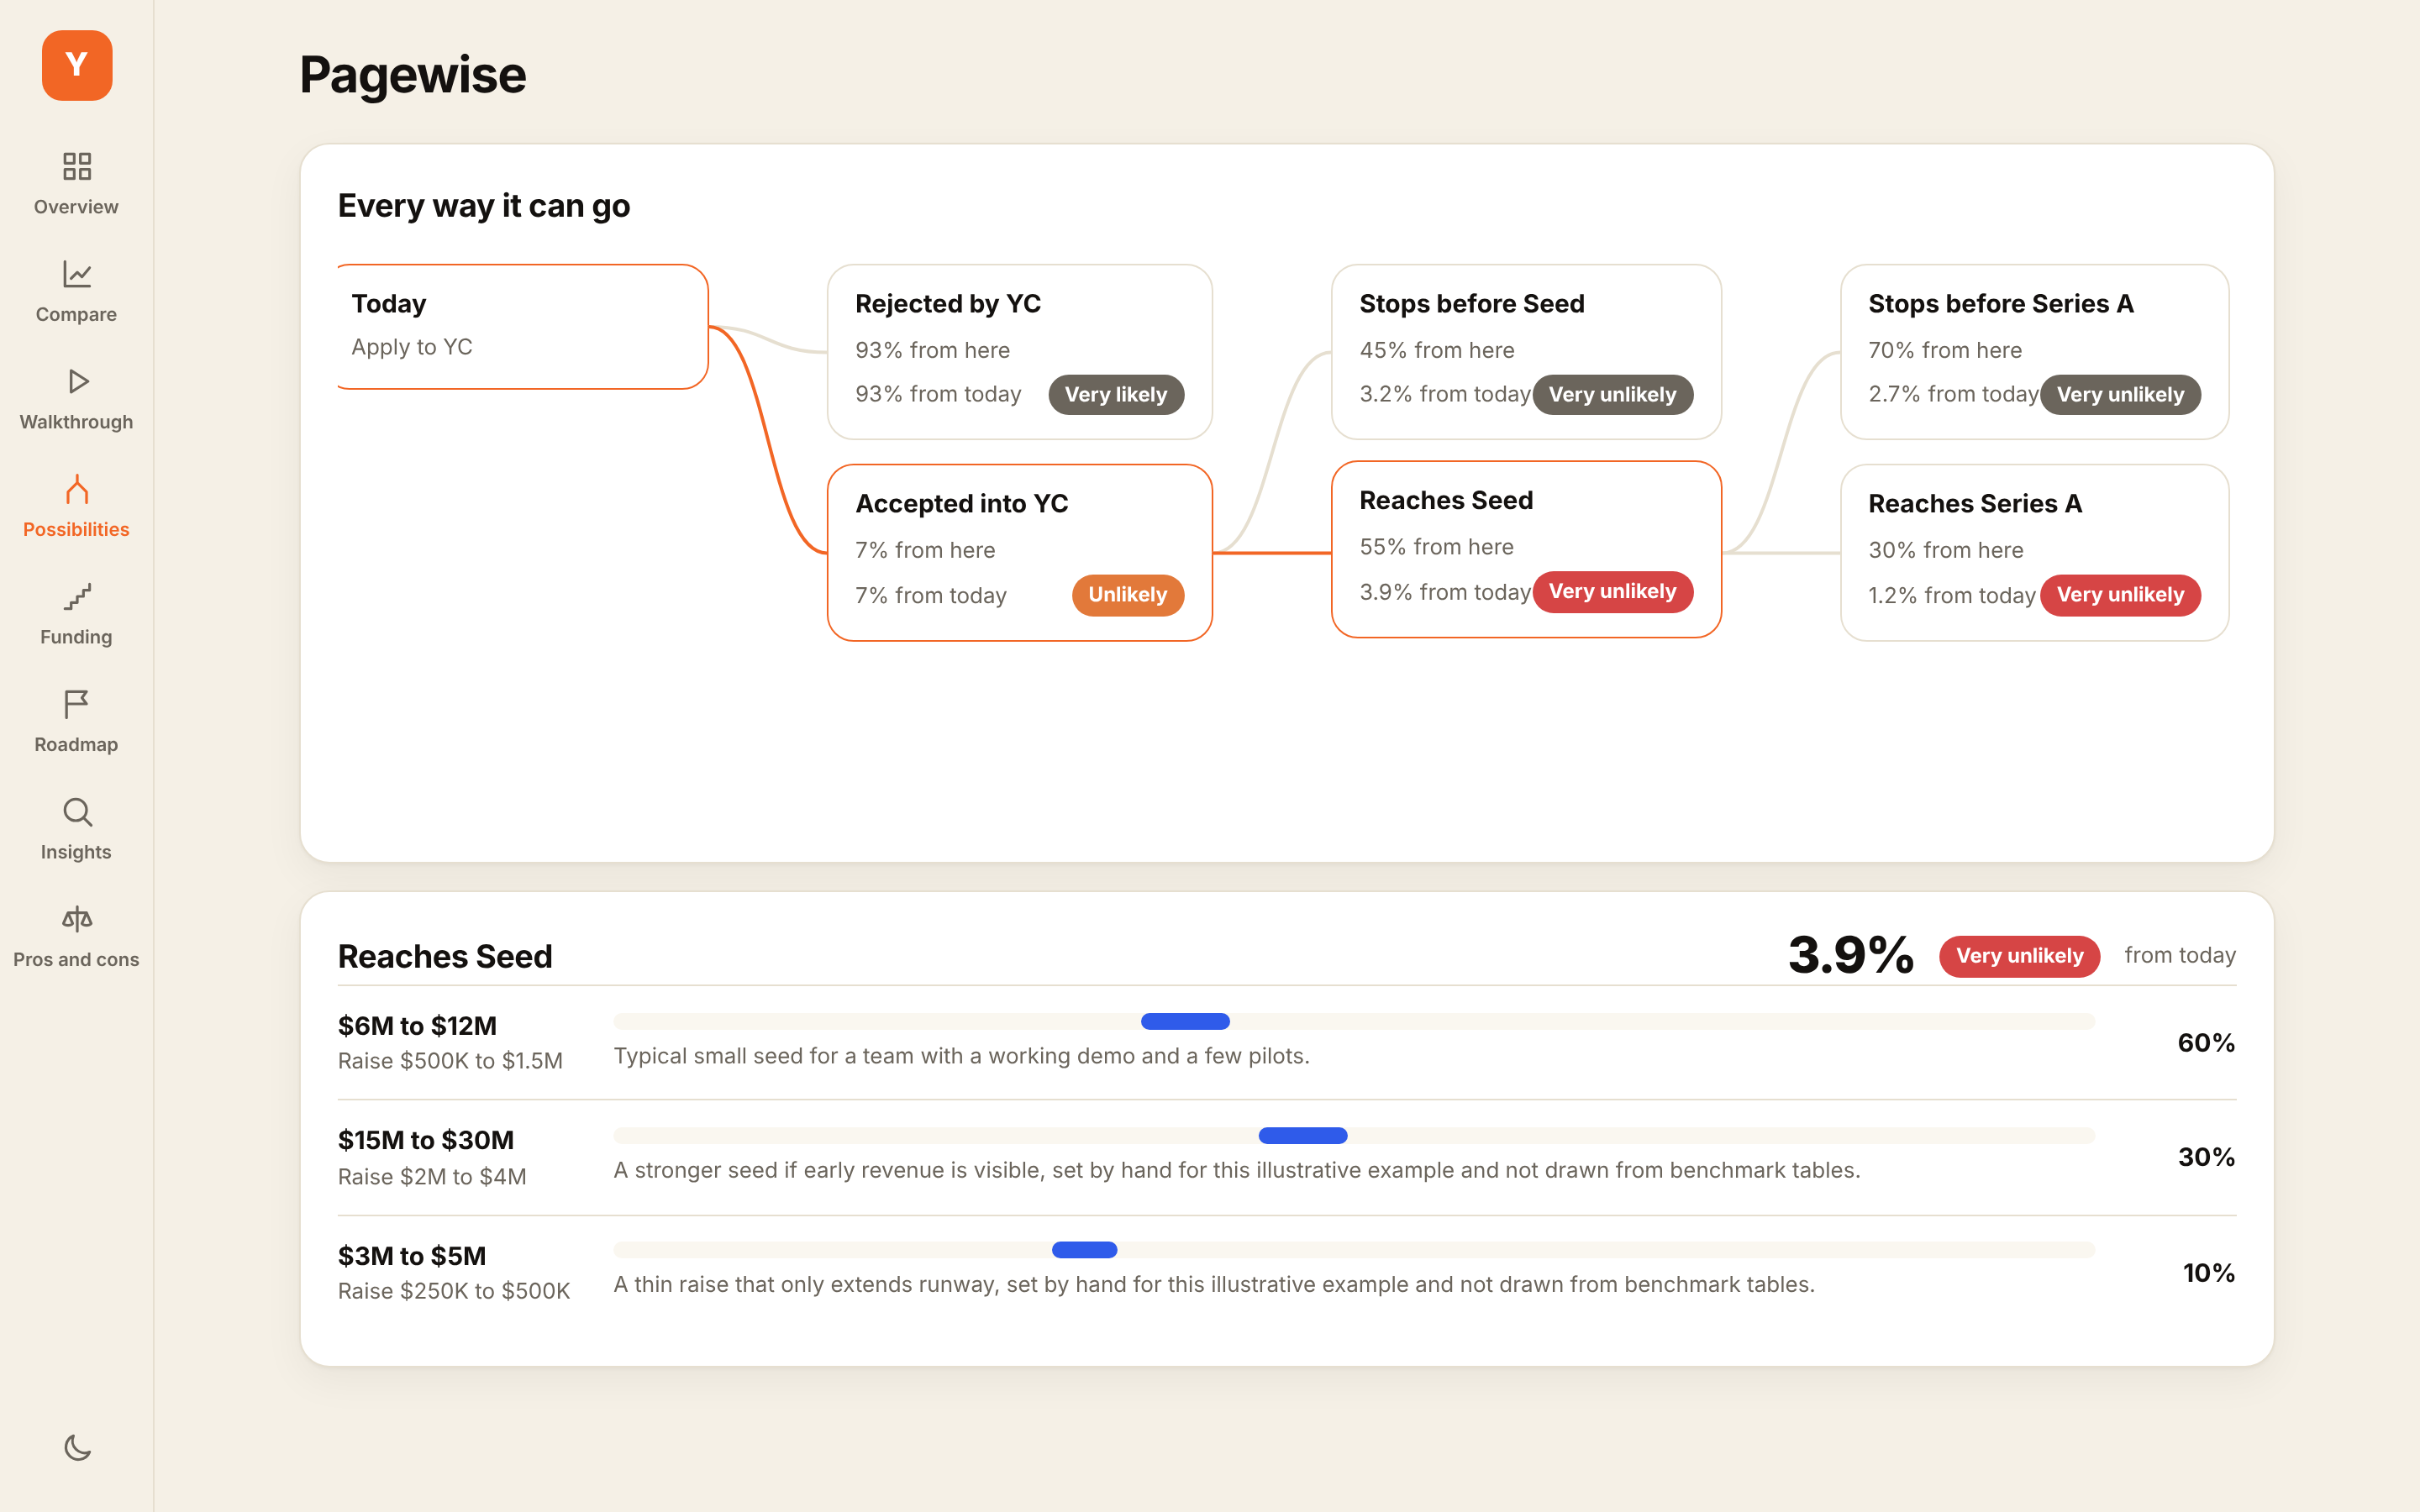 Y
Overview
Compare
Walkthrough
Possibilities
Funding
Roadmap
Insights
Pros and cons
Pagewise
Every way it can go
Today
Apply to YC
Rejected by YC
93% from here
93% from today Very likely
Accepted into YC
7% from here
7% from today Unlikely
Stops before Seed
45% from here
3.2% from today Very unlikely
Reaches Seed
55% from here
3.9% from today Very unlikely
Stops before Series A
70% from here
2.7% from today Very unlikely
Reaches Series A
30% from here
1.2% from today Very unlikely
Reaches Seed 3.9% Very unlikely from today
$6M to $12M
Raise $500K to $1.5M
Typical small seed for a team with a working demo and a few pilots.
60%
$15M to $30M
Raise $2M to $4M
A stronger seed if early revenue is visible, set by hand for this illustrative example and not drawn from benchmark tables.
30%
$3M to $5M
Raise $250K to $500K
A thin raise that only extends runway, set by hand for this illustrative example and not drawn from benchmark tables.
10%